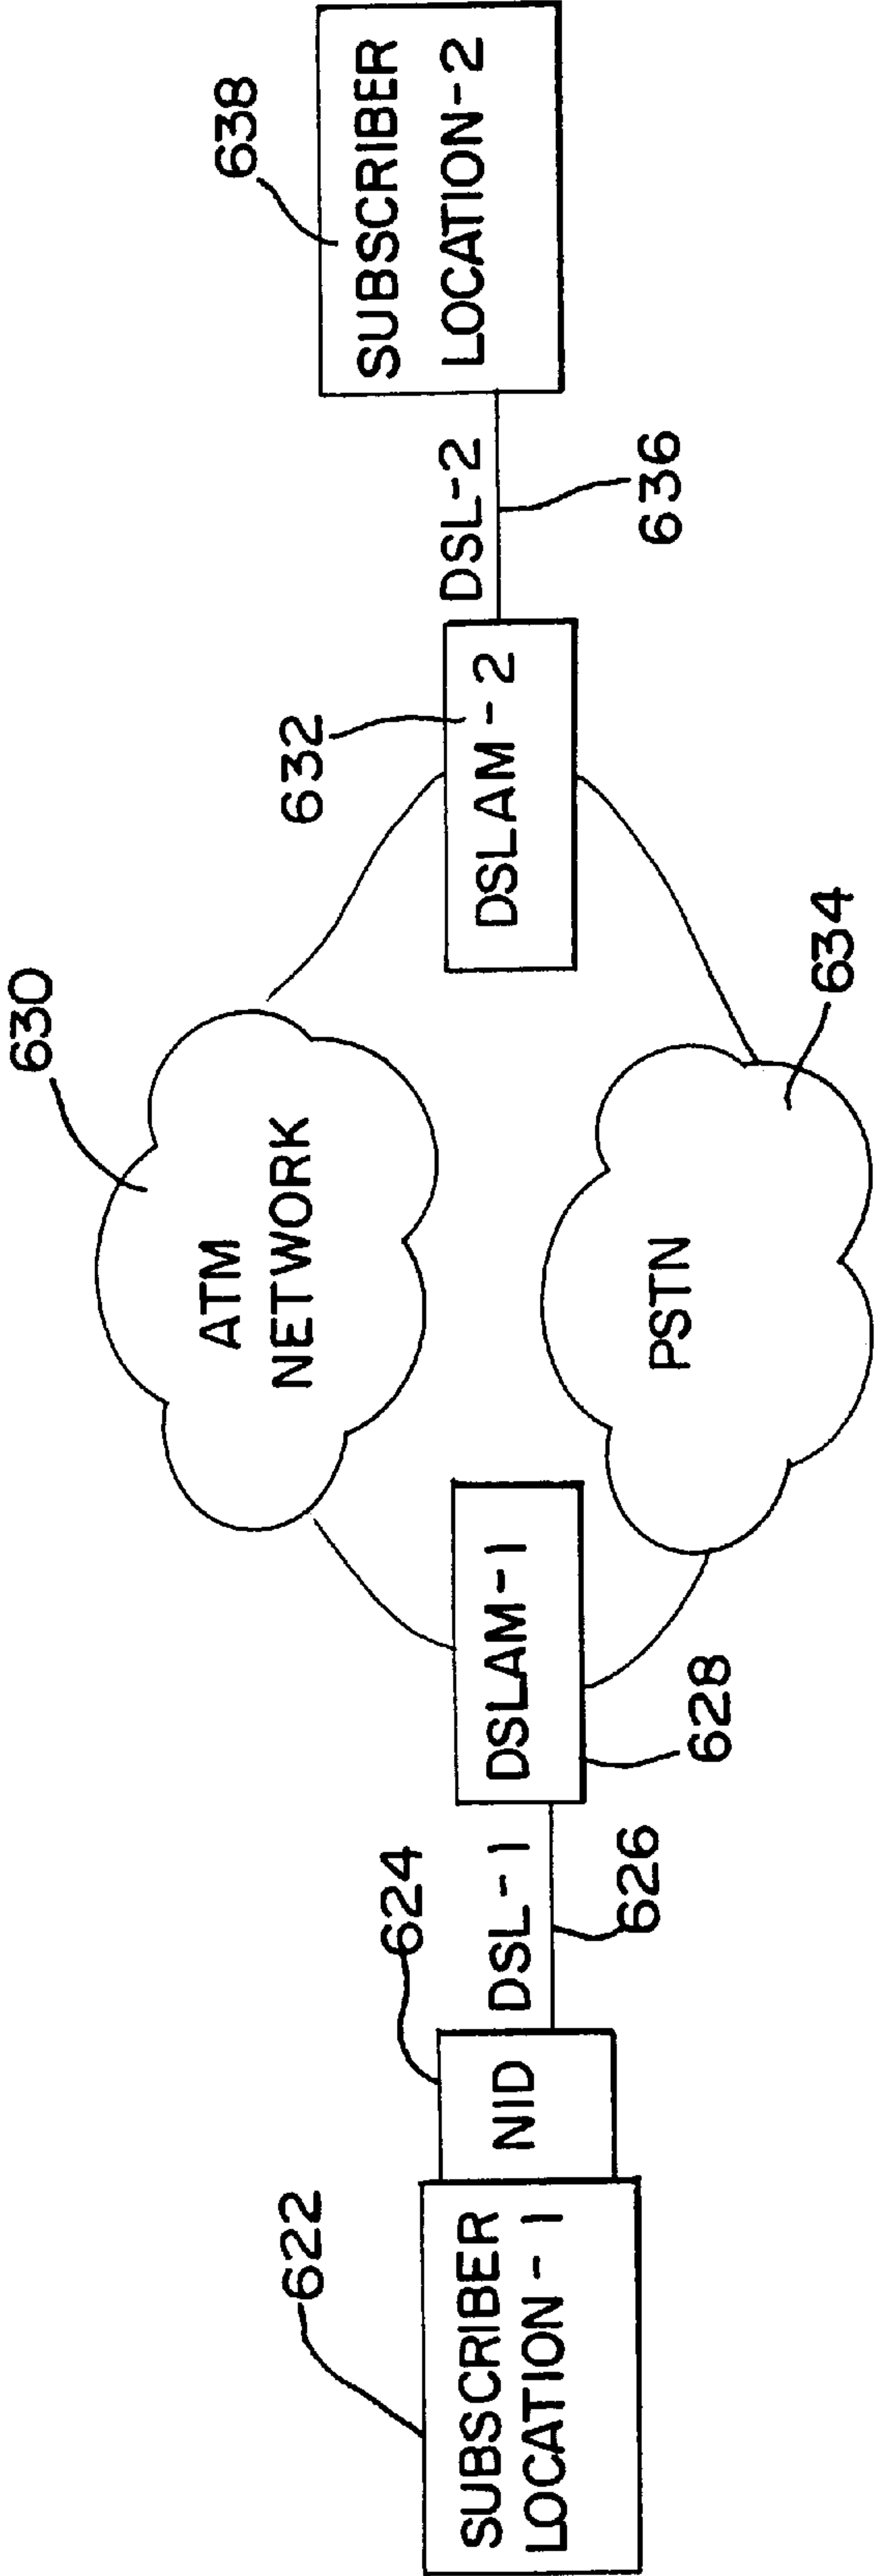 630
ATM
NETWORK
638
SUBSCRIBER
LOCATION-2
632
DSLAM-2
DSL-2
636
622
SUBSCRIBER
LOCATION-1
624
NID
DSL-1
626
DSLAM-1
628
PSTN
634